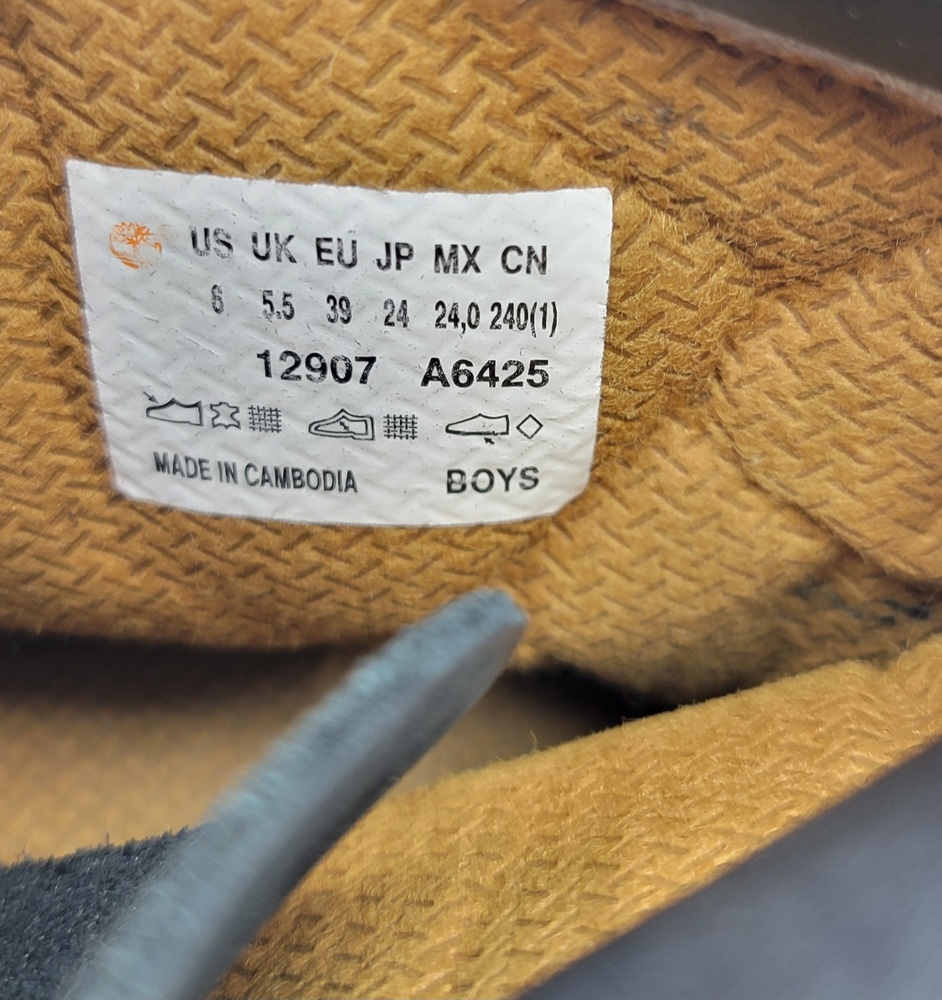 US UK EU JP MX CN
6 5.5 39 24 24,0 240(1)
12907 A6425
MADE IN CAMBODIA BOYS